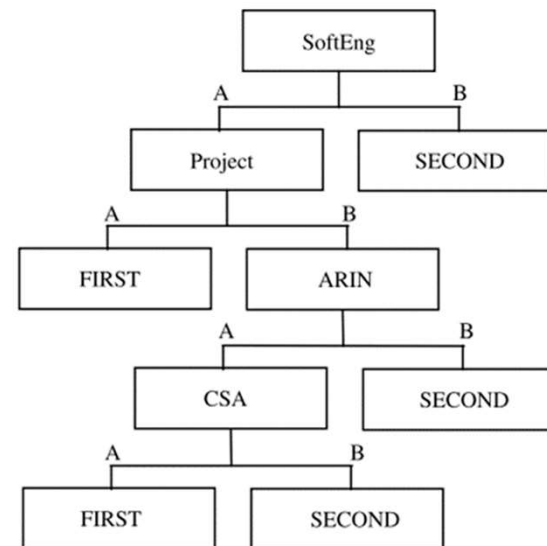 SoftEng
A B
Project SECOND
A B
FIRST ARIN
A B
CSA SECOND
A B
FIRST SECOND